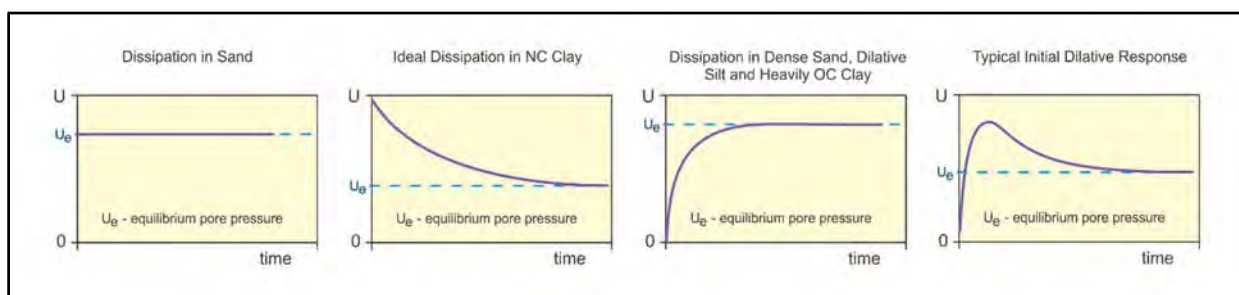 Dissipation in Sand
U
Ue
Ue - equilibrium pore pressure
0
time
Ideal Dissipation in NC Clay
U
Ue
Ue - equilibrium pore pressure
0
time
Dissipation in Dense Sand, Dilative
Silt and Heavily OC Clay
U
Ue
Ue - equilibrium pore pressure
0
time
Typical Initial Dilative Response
U
Ue
Ue - equilibrium pore pressure
0
time